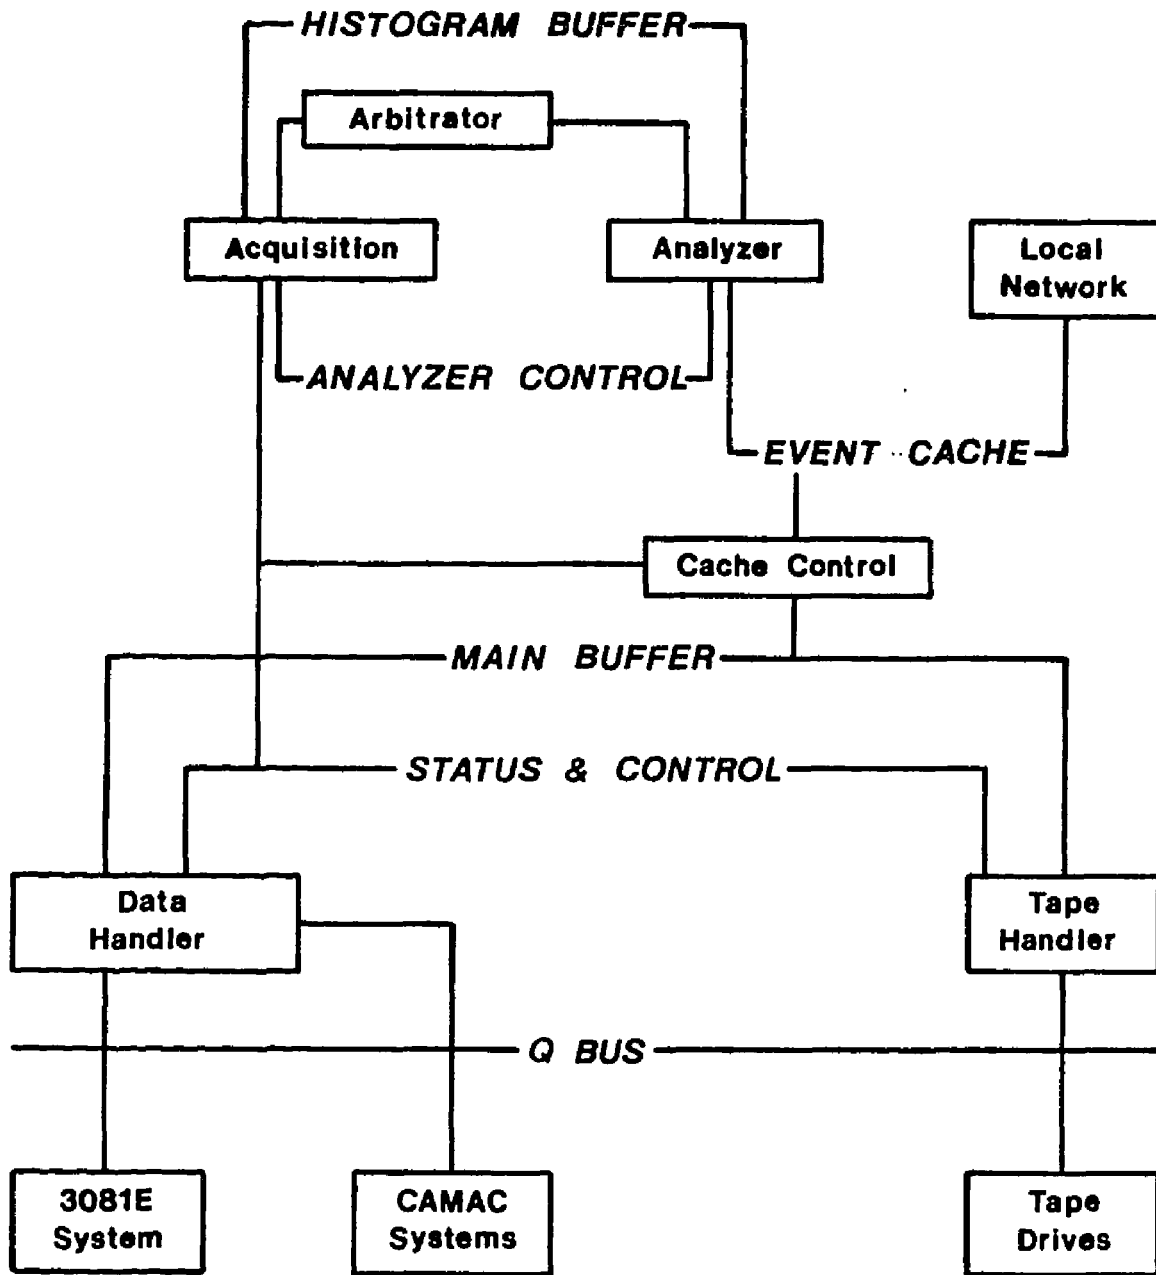 HISTOGRAM BUFFER
Arbitrator
Acquisition
Analyzer
Local
Network
ANALYZER CONTROL
EVENT CACHE
Cache Control
MAIN BUFFER
STATUS & CONTROL
Data
Handler
Tape
Handler
Q BUS
3081E
System
CAMAC
Systems
Tape
Drives